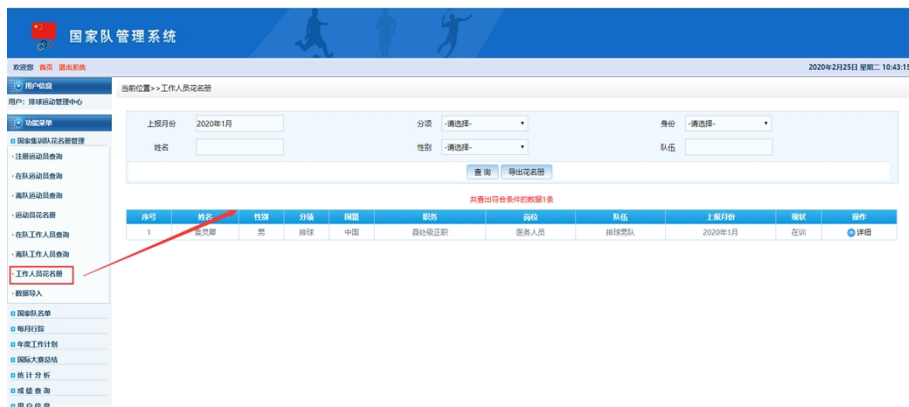 国家队管理系统
欢迎您 首页 退出系统
2020年2月25日 星期二 10:43:15
用户信息
用户：排球运动管理中心
功能菜单
国家集训队花名册管理
注册运动员查询
在队运动员查询
离队运动员查询
运动员花名册
在队工作人员查询
离队工作人员查询
工作人员花名册
数据导入
国家队名单
每月行踪
年度工作计划
国际大赛总结
统 计 分 析
成 绩 查 询
用 户 信 息
当前位置>>工作人员花名册
上报月份 2020年1月 分项 -请选择- 身份 -请选择-
姓名 性别 -请选择- 队伍
查 询 导出花名册
共查出符合条件的数据1条
序号 姓名 性别 分项 国籍 职务 岗位 队伍 上报月份 现状 操作
1 男 排球 中国 县处级正职 医务人员 排球男队 2020年1月 在训 详细